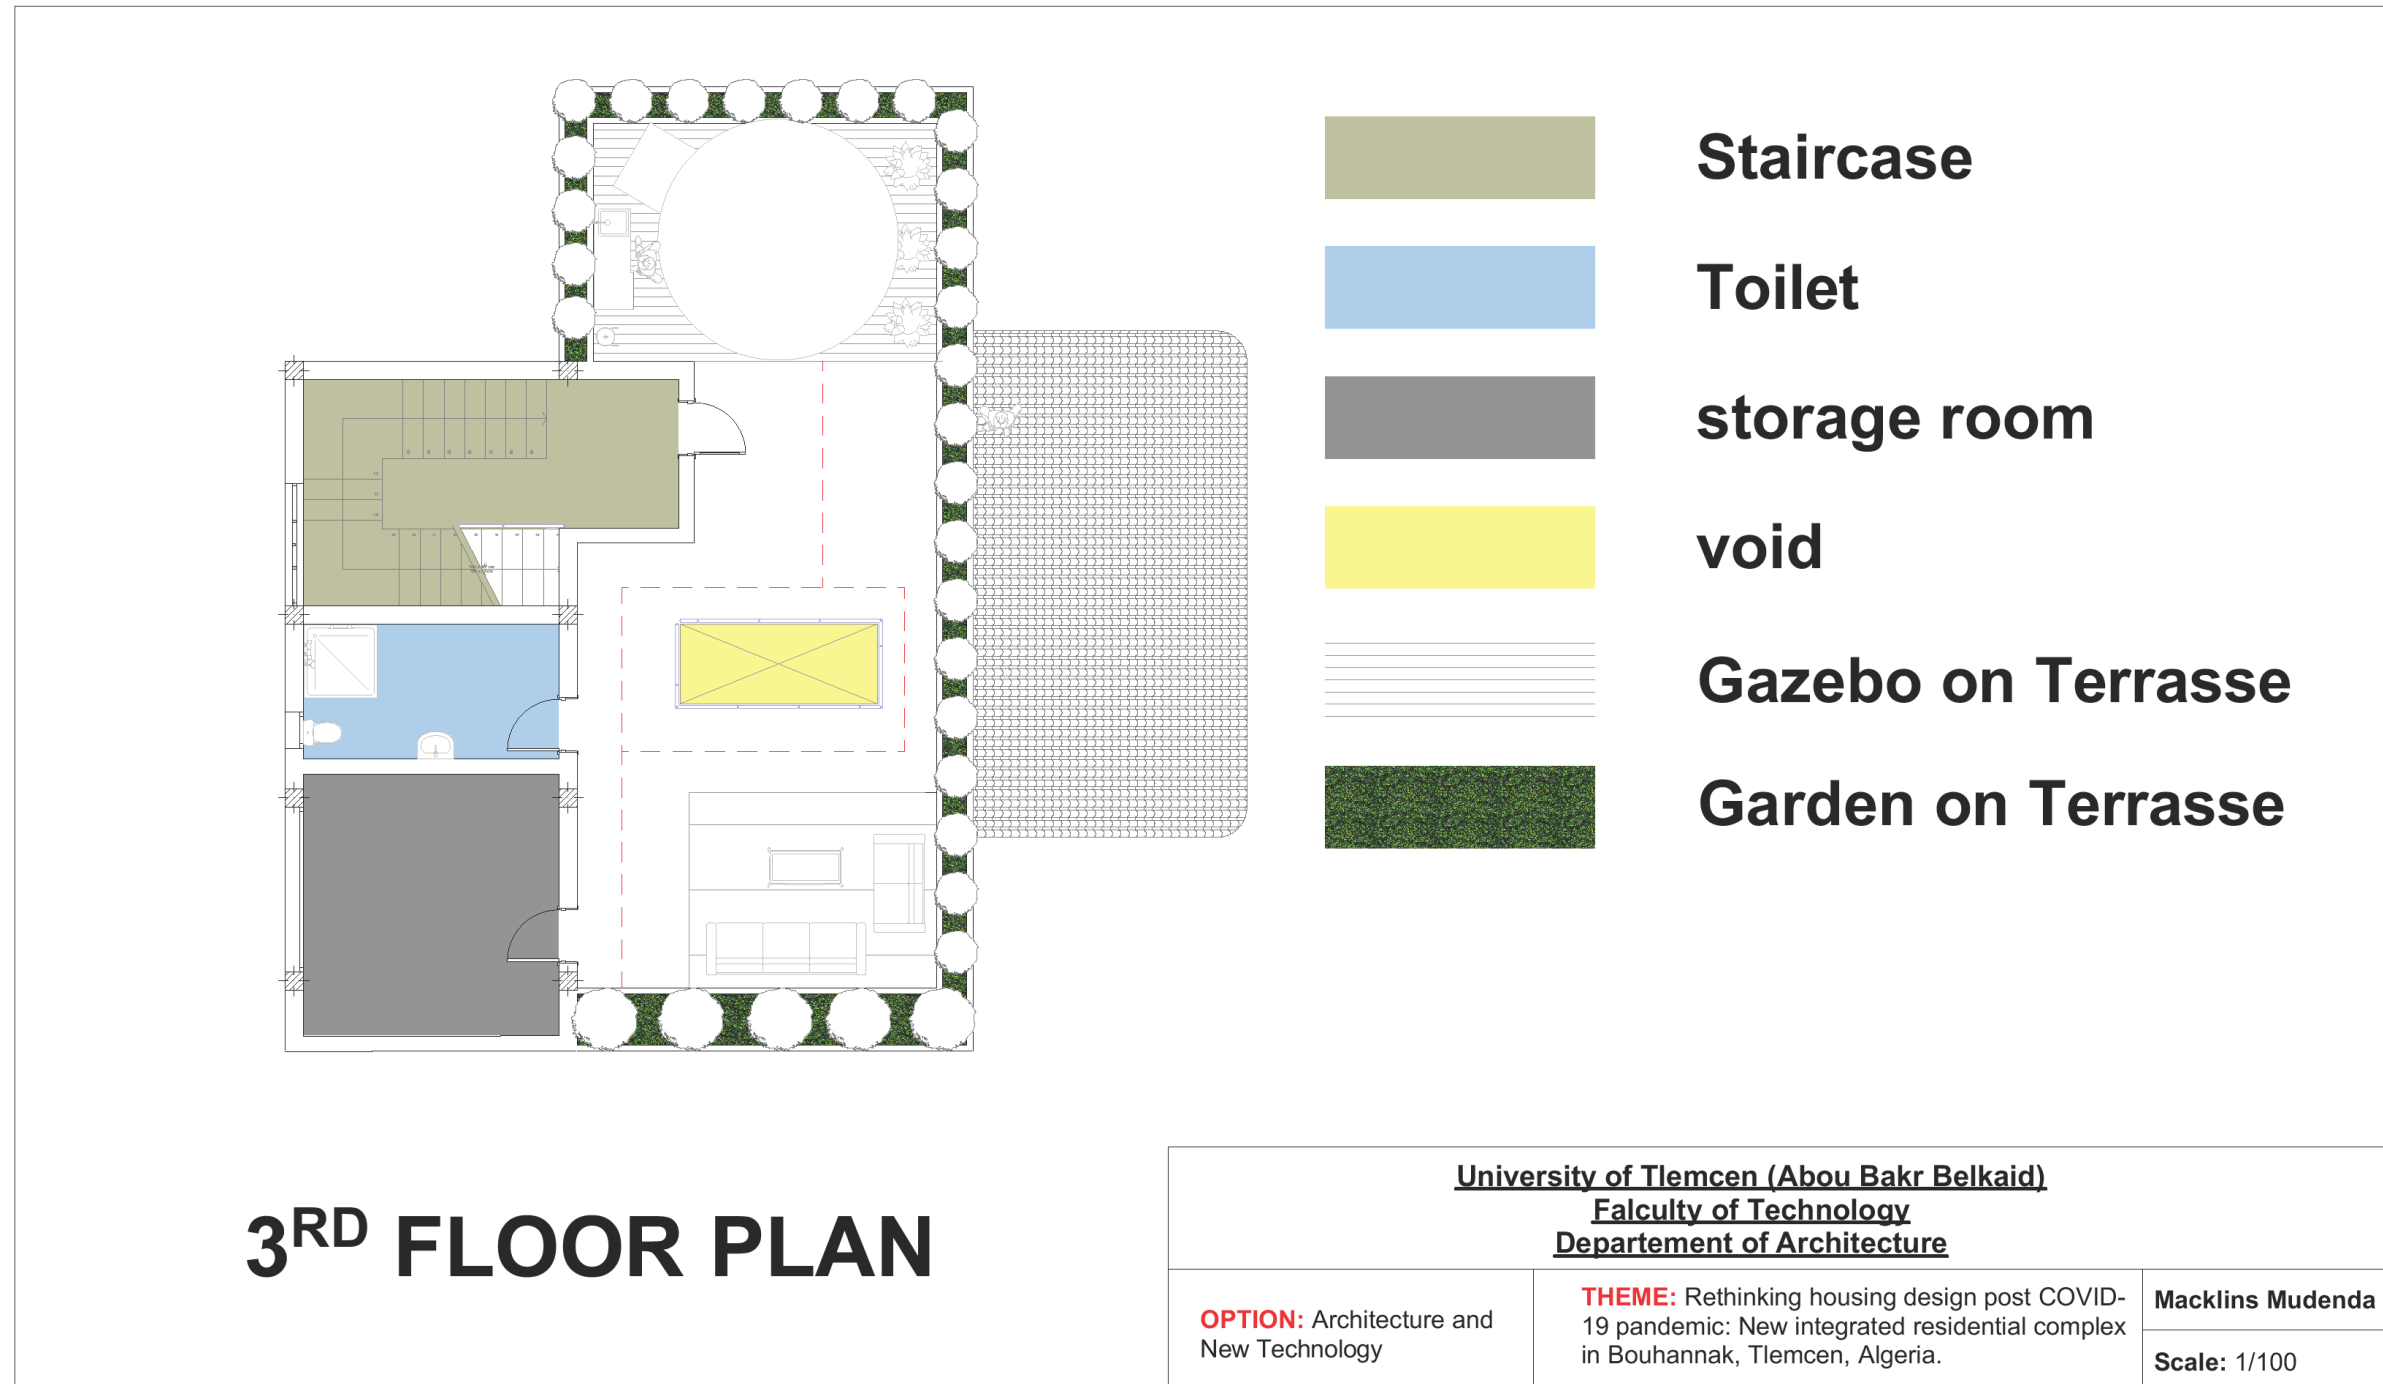 Staircase
Toilet
storage room
void
Gazebo on Terrasse
Garden on Terrasse
3RD FLOOR PLAN
University of Tlemcen (Abou Bakr Belkaid)
Falculty of Technology
Departement of Architecture
OPTION: Architecture and
New Technology
THEME: Rethinking housing design post COVID-
19 pandemic: New integrated residential complex
in Bouhannak, Tlemcen, Algeria.
Macklins Mudenda
Scale: 1/100